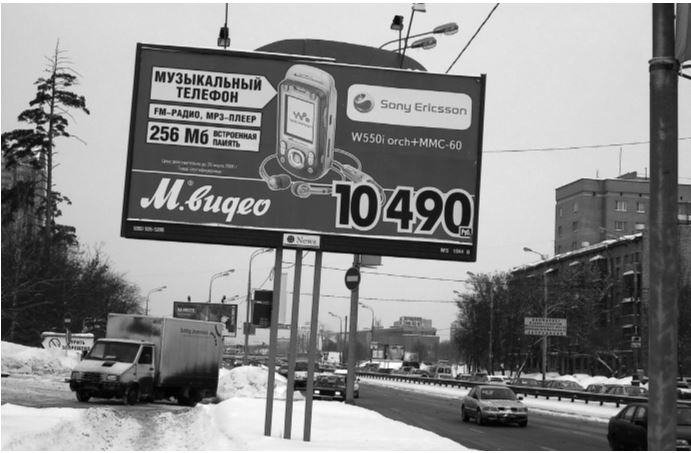 МУЗЫКАЛЬНЫЙ
ТЕЛЕФОН
FM-РАДИО, MP3-ПЛЕЕР
256 Мб ВСТРОЕННАЯ
ПАМЯТЬ
Sony Ericsson
W550i orch+MMC-60
М.видео
10 490 Руб.
News